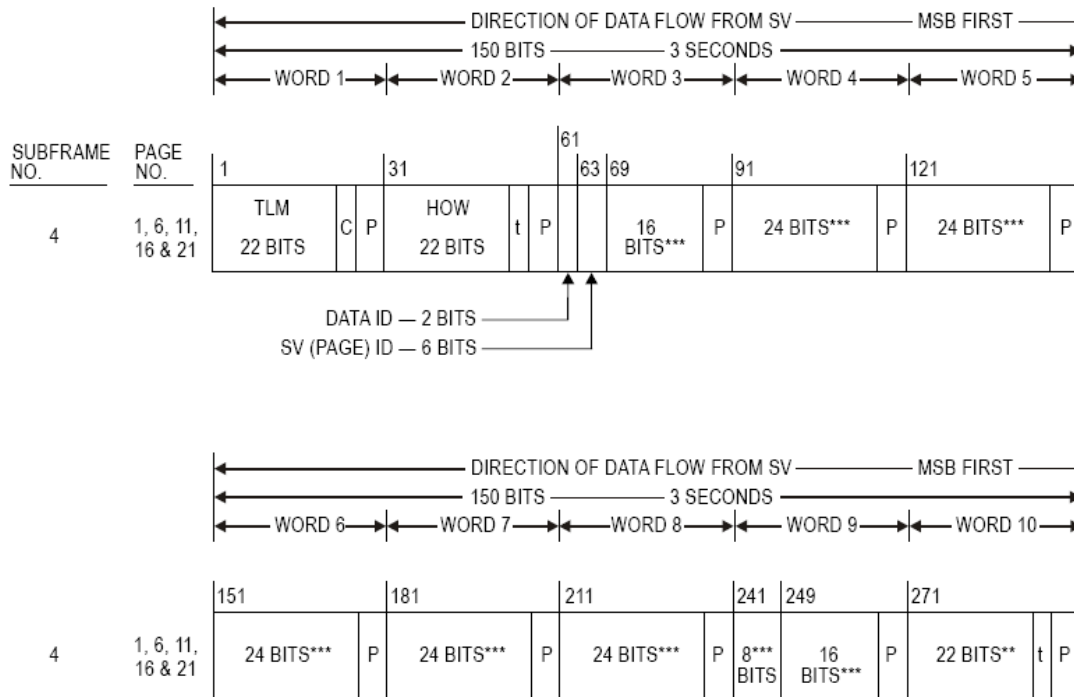 DIRECTION OF DATA FLOW FROM SV MSB FIRST
150 BITS 3 SECONDS
WORD 1 WORD 2 WORD 3 WORD 4 WORD 5
SUBFRAME NO. PAGE NO.
61
1 31 63 69 91 121
4
1, 6, 11, 16 & 21
TLM 22 BITS C P HOW 22 BITS t P 16 BITS*** P 24 BITS*** P 24 BITS*** P
DATA ID — 2 BITS
SV (PAGE) ID — 6 BITS
DIRECTION OF DATA FLOW FROM SV MSB FIRST
150 BITS 3 SECONDS
WORD 6 WORD 7 WORD 8 WORD 9 WORD 10
151 181 211 241 249 271
4
1, 6, 11, 16 & 21
24 BITS*** P 24 BITS*** P 24 BITS*** P 8*** BITS 16 BITS*** P 22 BITS** t P